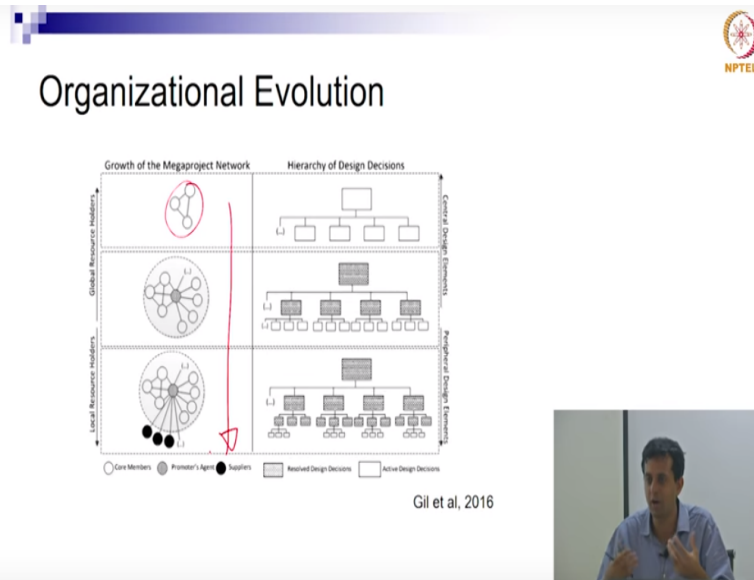 NPTEL
Organizational Evolution
Growth of the Megaproject Network
Hierarchy of Design Decisions
Global Resource Holders
Central Design Elements
Local Resource Holders
Peripheral Design Elements
Core Members
Promoter's Agent
Suppliers
Resolved Design Decisions
Active Design Decisions
Gil et al, 2016